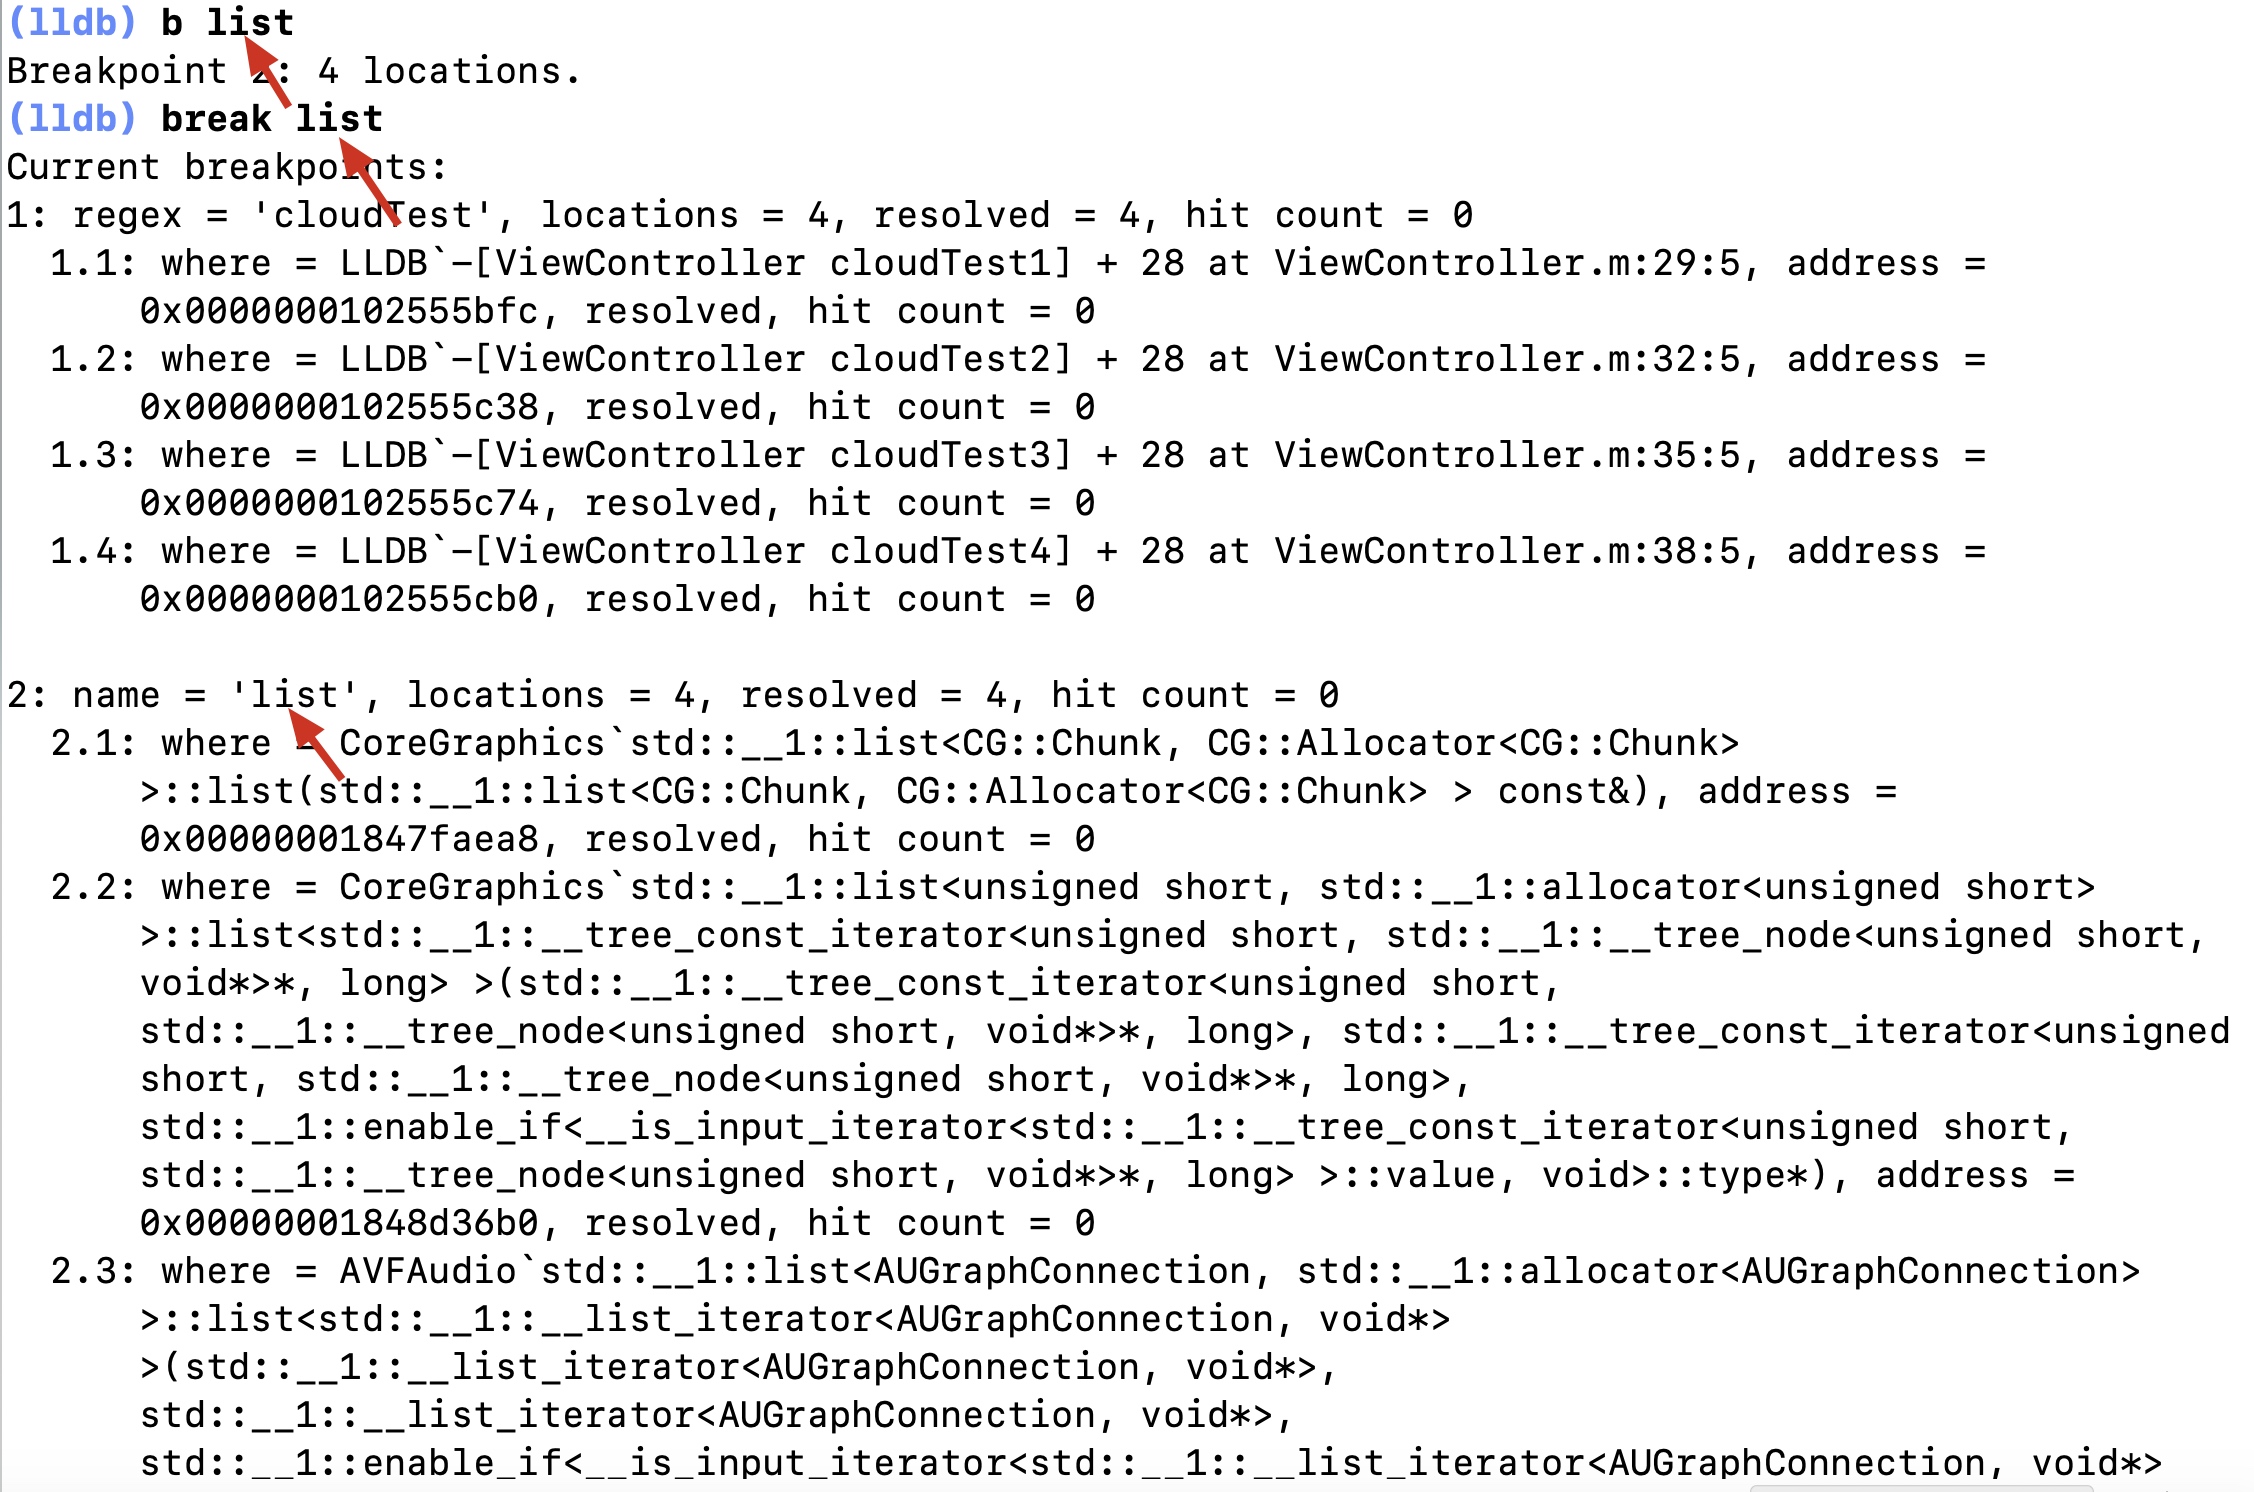 (lldb) b list
Breakpoint 2: 4 locations.
(lldb) break list
Current breakpoints:
1: regex = 'cloudTest', locations = 4, resolved = 4, hit count = 0
1.1: where = LLDB`-[ViewController cloudTest1] + 28 at ViewController.m:29:5, address =
0x0000000102555bfc, resolved, hit count = 0
1.2: where = LLDB`-[ViewController cloudTest2] + 28 at ViewController.m:32:5, address =
0x0000000102555c38, resolved, hit count = 0
1.3: where = LLDB`-[ViewController cloudTest3] + 28 at ViewController.m:35:5, address =
0x0000000102555c74, resolved, hit count = 0
1.4: where = LLDB`-[ViewController cloudTest4] + 28 at ViewController.m:38:5, address =
0x0000000102555cb0, resolved, hit count = 0
2: name = 'list', locations = 4, resolved = 4, hit count = 0
2.1: where = CoreGraphics`std::__1::list<CG::Chunk, CG::Allocator<CG::Chunk>
>::list(std::__1::list<CG::Chunk, CG::Allocator<CG::Chunk> > const&), address =
0x00000001847faea8, resolved, hit count = 0
2.2: where = CoreGraphics`std::__1::list<unsigned short, std::__1::allocator<unsigned short>
>::list<std::__1::__tree_const_iterator<unsigned short, std::__1::__tree_node<unsigned short,
void*>*, long> >(std::__1::__tree_const_iterator<unsigned short,
std::__1::__tree_node<unsigned short, void*>*, long>, std::__1::__tree_const_iterator<unsigned
short, std::__1::__tree_node<unsigned short, void*>*, long>,
std::__1::enable_if<__is_input_iterator<std::__1::__tree_const_iterator<unsigned short,
std::__1::__tree_node<unsigned short, void*>*, long> >::value, void>::type*), address =
0x00000001848d36b0, resolved, hit count = 0
2.3: where = AVFAudio`std::__1::list<AUGraphConnection, std::__1::allocator<AUGraphConnection>
>::list<std::__1::__list_iterator<AUGraphConnection, void*>
>(std::__1::__list_iterator<AUGraphConnection, void*>,
std::__1::__list_iterator<AUGraphConnection, void*>,
std::__1::enable_if<__is_input_iterator<std::__1::__list_iterator<AUGraphConnection, void*>